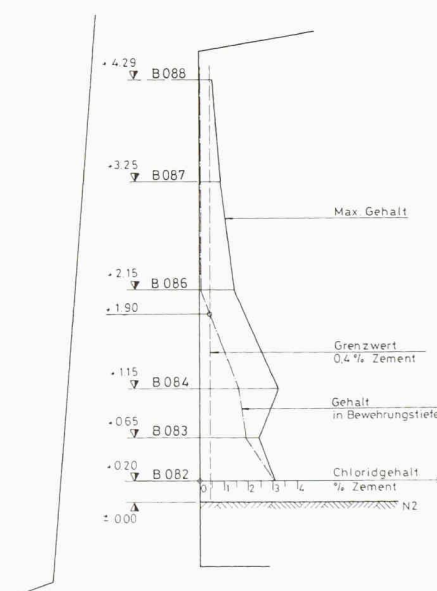 +4.29 B 088
+3.25 B 087
Max. Gehalt
+2.15 B 086
+1.90
Grenzwert
0,4 % Zement
+1.15 B 084
Gehalt
in Bewehrungstiefe
+0.65 B 083
+0.20 B 082
Chloridgehalt
% Zement
0 1 2 3 4
N2
± 0.00